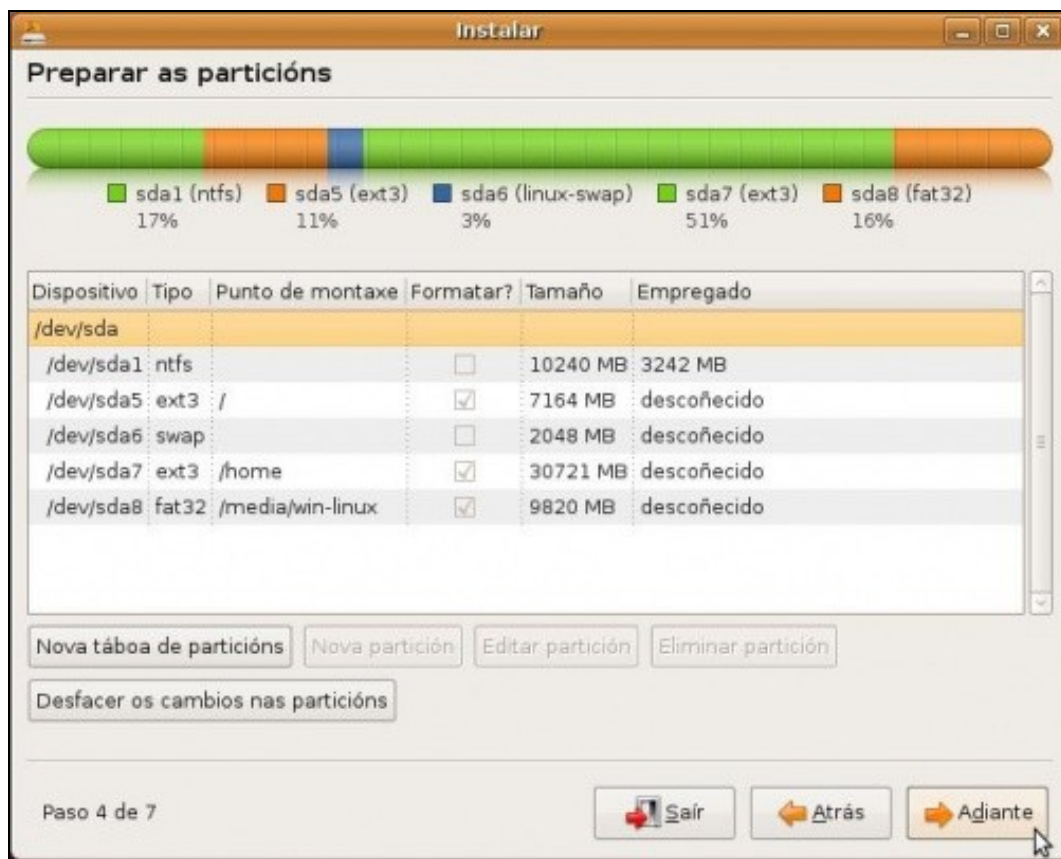 Instalar
Preparar as particións
sda1 (ntfs) sda5 (ext3) sda6 (linux-swap) sda7 (ext3) sda8 (fat32)
17% 11% 3% 51% 16%
Dispositivo Tipo Punto de montaxe Formatar? Tamaño Empregado
/dev/sda
/dev/sda1 ntfs 10240 MB 3242 MB
/dev/sda5 ext3 / 7164 MB descoñecido
/dev/sda6 swap 2048 MB descoñecido
/dev/sda7 ext3 /home 30721 MB descoñecido
/dev/sda8 fat32 /media/win-linux 9820 MB descoñecido
Nova táboa de particións Nova partición Editar partición Eliminar partición
Desfacer os cambios nas particións
Paso 4 de 7 Saír Atrás Adiante